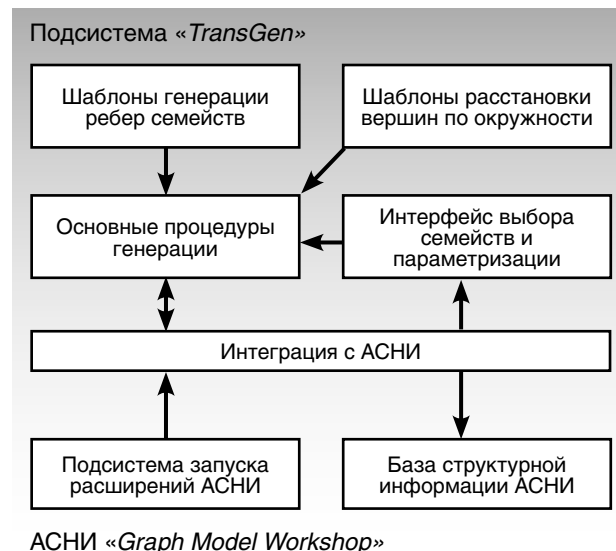 Подсистема «TransGen»
Шаблоны генерации
ребер семейств
Шаблоны расстановки
вершин по окружности
Основные процедуры
генерации
Интерфейс выбора
семейств и
параметризации
Интеграция с АСНИ
Подсистема запуска
расширений АСНИ
База структурной
информации АСНИ
АСНИ «Graph Model Workshop»